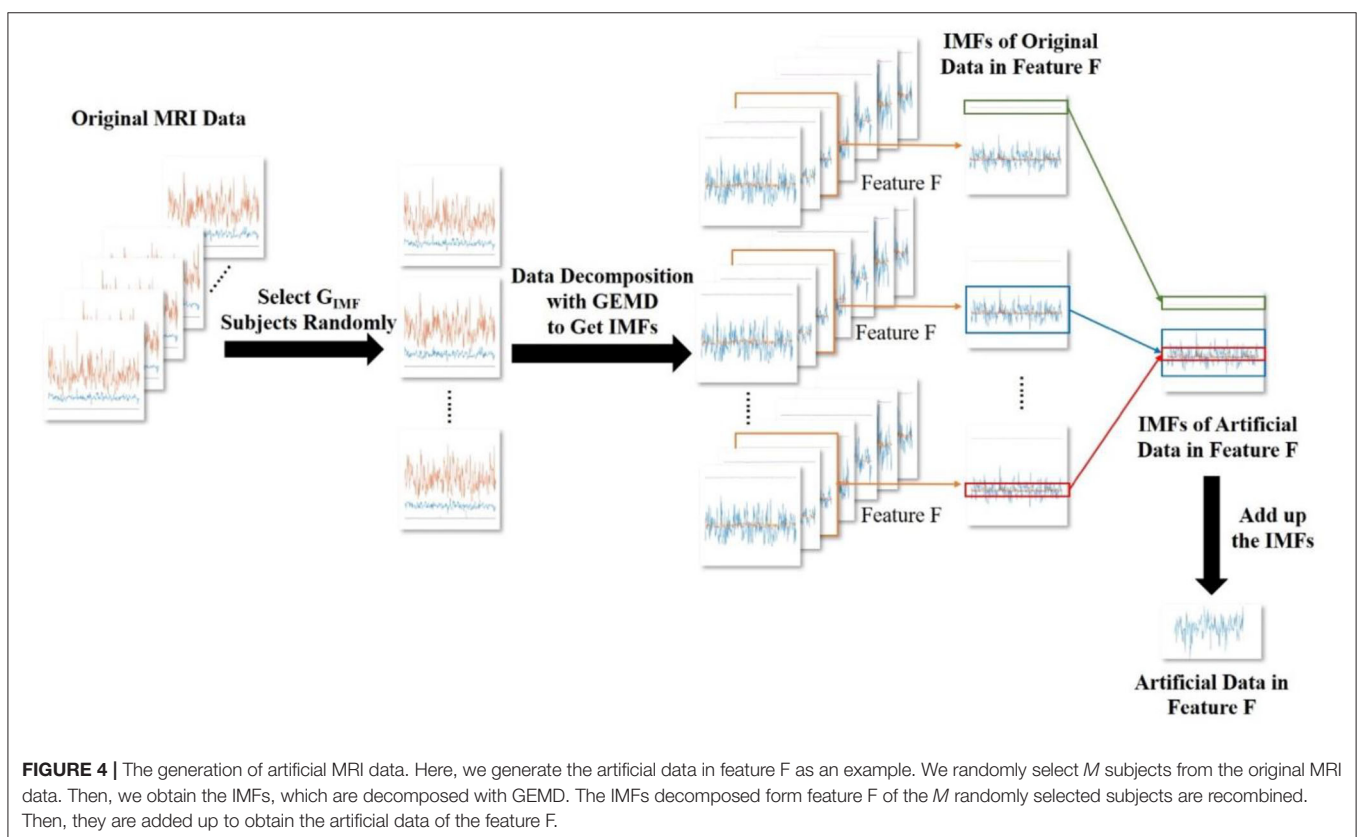 Original MRI Data
Select G_IMF
Subjects Randomly
Data Decomposition
with GEMD
to Get IMFs
IMFs of Original
Data in Feature F
Feature F
Feature F
Feature F
IMFs of Artificial
Data in Feature F
Add up
the IMFs
Artificial Data in
Feature F
FIGURE 4 | The generation of artificial MRI data. Here, we generate the artificial data in feature F as an example. We randomly select M subjects from the original MRI
data. Then, we obtain the IMFs, which are decomposed with GEMD. The IMFs decomposed form feature F of the M randomly selected subjects are recombined.
Then, they are added up to obtain the artificial data of the feature F.